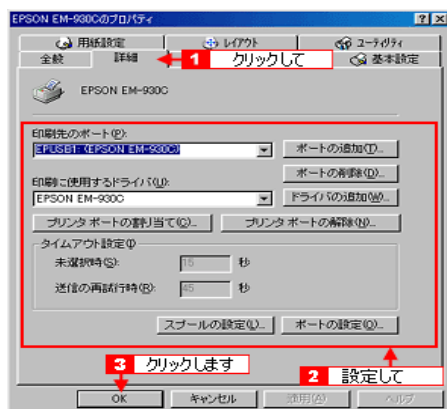 EPSON EM-930Cのプロパティ
用紙設定 レイアウト ユーティリティ
全般 詳細 1 クリックして 基本設定
EPSON EM-930C
印刷先のポート(P):
EPUSB1: (EPSON EM-930C)
ポートの追加(T)...
ポートの削除(D)...
印刷に使用するドライバ(U):
EPSON EM-930C
ドライバの追加(W)...
プリンタ ポートの割り当て(C)...
プリンタ ポートの解除(N)...
タイムアウト設定
未選択時(S): 15 秒
送信の再試行時(R): 45 秒
スプールの設定(L)...
ポートの設定(O)...
3 クリックします
2 設定して
OK
キャンセル
適用(A)
ヘルプ